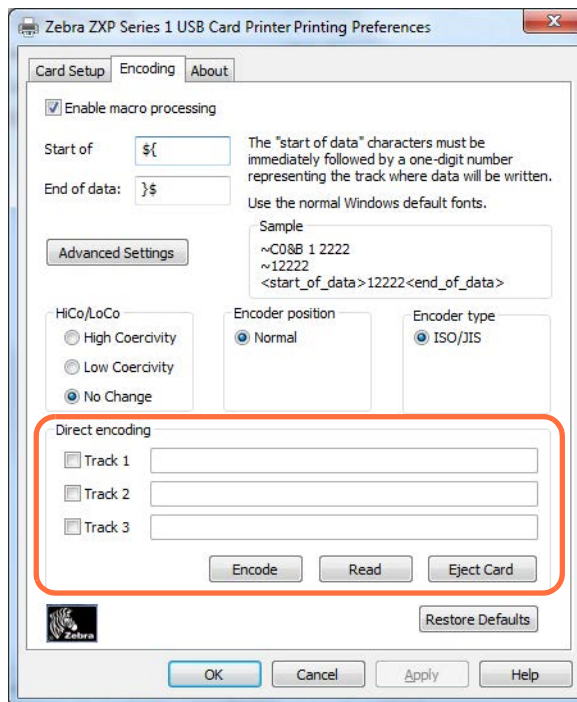 Zebra ZXP Series 1 USB Card Printer Printing Preferences
Card Setup
Encoding
About
Enable macro processing
Start of
${
End of data:
}$
The "start of data" characters must be
immediately followed by a one-digit number
representing the track where data will be written.
Use the normal Windows default fonts.
Advanced Settings
Sample
~C0&B 1 2222
~12222
<start_of_data>12222<end_of_data>
HiCo/LoCo
High Coercivity
Low Coercivity
No Change
Encoder position
Normal
Encoder type
ISO/JIS
Direct encoding
Track 1
Track 2
Track 3
Encode
Read
Eject Card
Zebra
Restore Defaults
OK
Cancel
Apply
Help